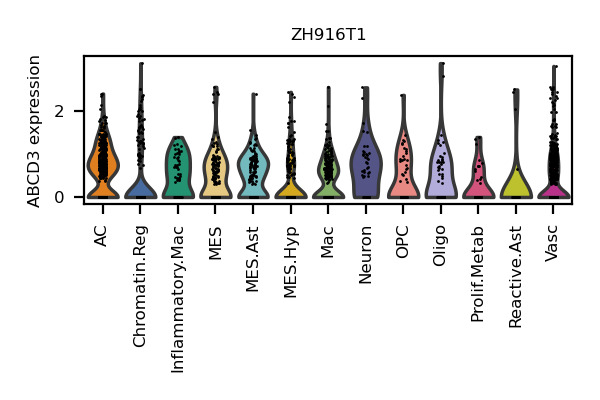 ZH916T1
ABCD3 expression
2
0
AC
Chromatin.Reg
Inflammatory.Mac
MES
MES.Ast
MES.Hyp
Mac
Neuron
OPC
Oligo
Prolif.Metab
Reactive.Ast
Vasc